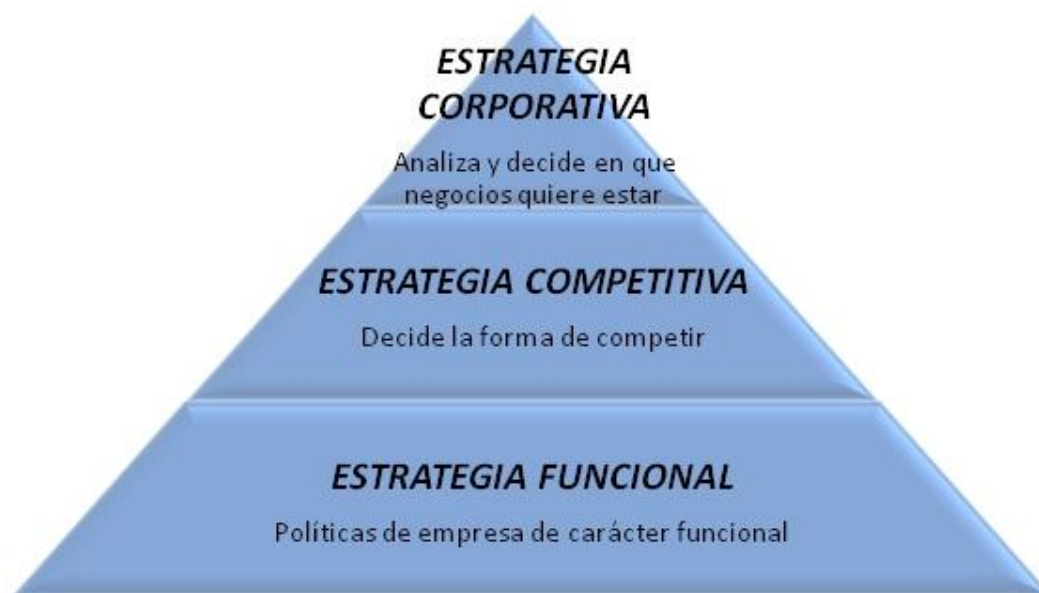 ESTRATEGIA
CORPORATIVA
Analiza y decide en que
negocios quiere estar
ESTRATEGIA COMPETITIVA
Decide la forma de competir
ESTRATEGIA FUNCIONAL
Políticas de empresa de carácter funcional